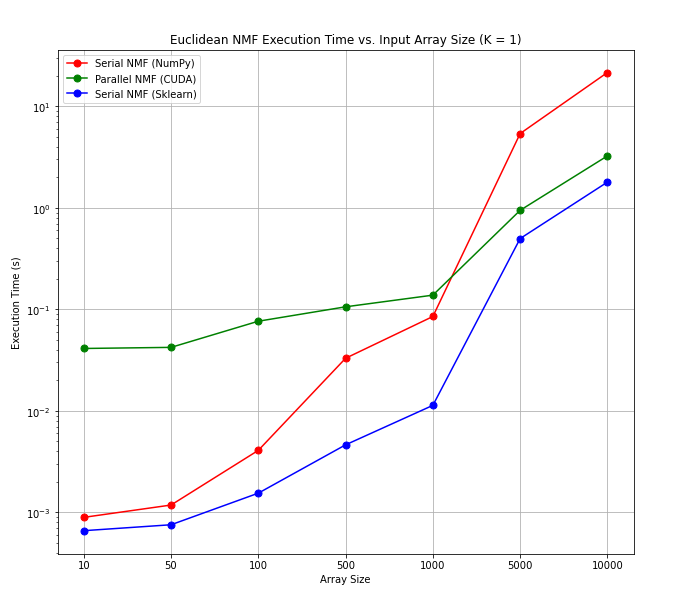 Euclidean NMF Execution Time vs. Input Array Size (K = 1)
Serial NMF (NumPy)
Parallel NMF (CUDA)
Serial NMF (Sklearn)
Execution Time (s)
10¹
10⁰
10⁻¹
10⁻²
10⁻³
10 50 100 500 1000 5000 10000
Array Size